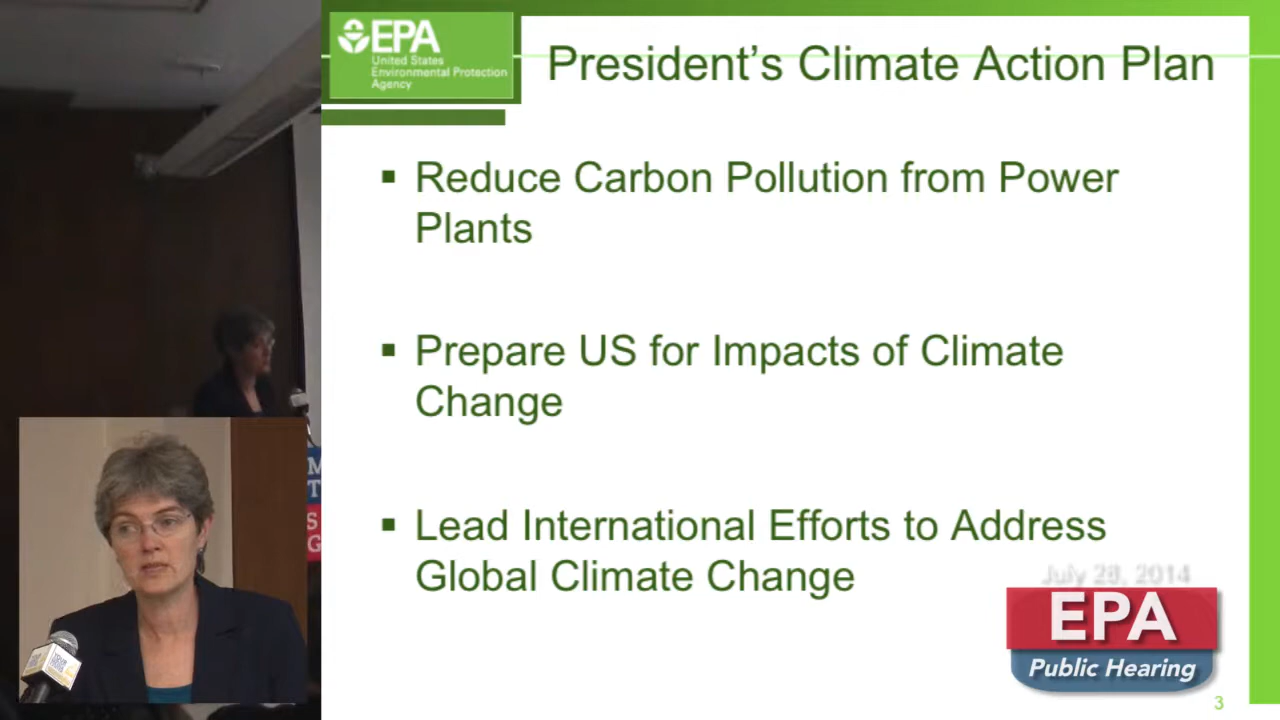 EPA
United States
Environmental Protection
Agency
President's Climate Action Plan
▪ Reduce Carbon Pollution from Power
Plants
▪ Prepare US for Impacts of Climate
Change
▪ Lead International Efforts to Address
Global Climate Change
July 28, 2014
EPA
Public Hearing
3
M
T
S
G